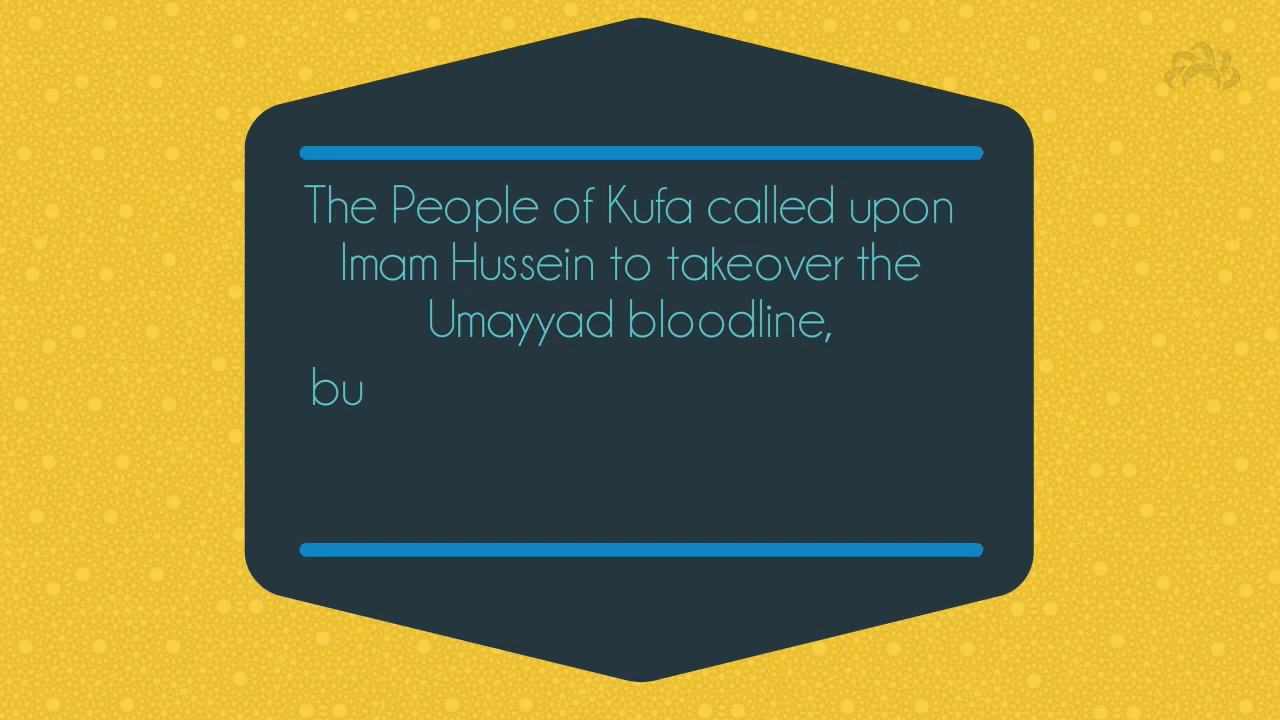 The People of Kufa called upon
Imam Hussein to takeover the
Umayyad bloodline,
bu